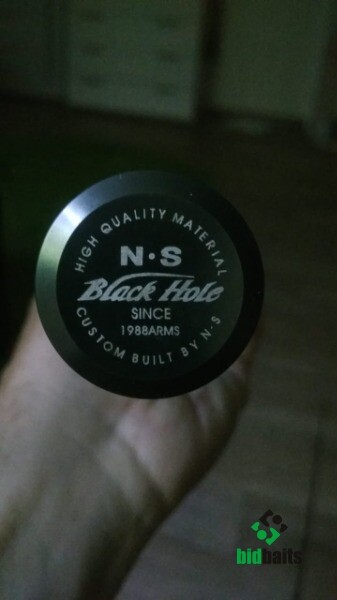 HIGH QUALITY MATERIAL
N·S
Black Hole
SINCE
1988ARMS
CUSTOM BUILT BY N·S
bidbaits